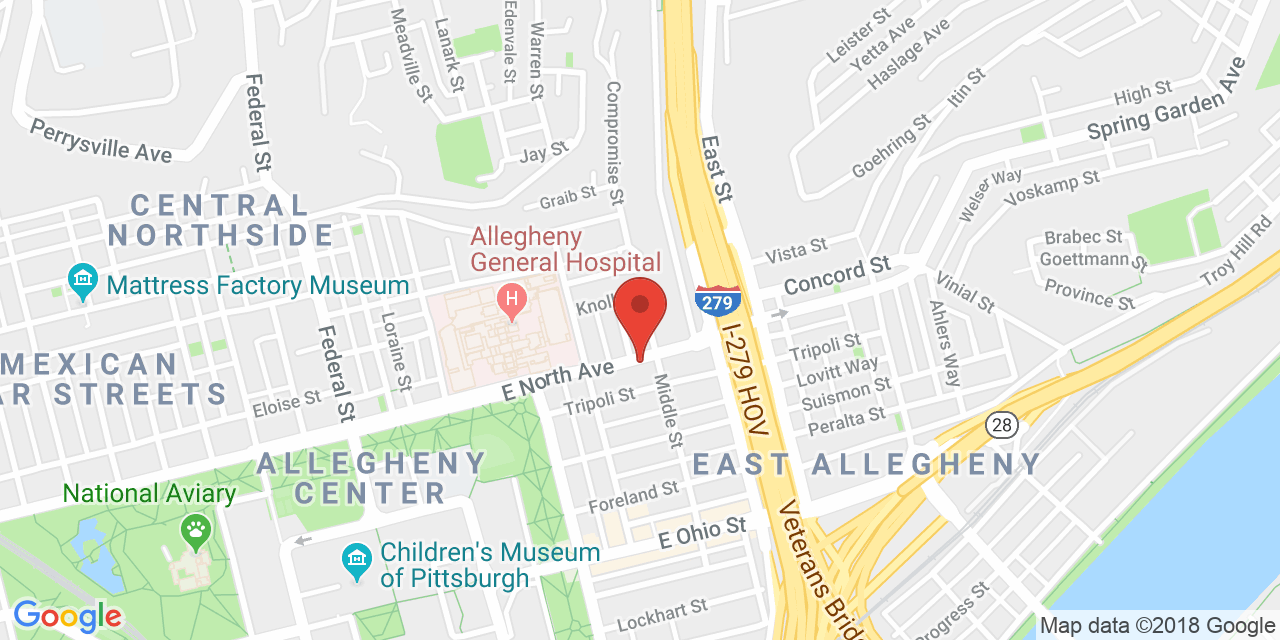 Leister St
Yetta Ave
Haslage Ave
Meadville St
Lanark St
Edenvale St
Warren St
Compromise St
Itin St
High St
Spring Garden Ave
Perrysville Ave
Federal St
Jay St
East St
Goehring St
Graib St
Welser Way
Voskamp St
CENTRAL
NORTHSIDE
Allegheny
General Hospital
H
Vista St
Concord St
Brabec St
Goettmann St
Troy Hill Rd
Province St
Vinial St
Mattress Factory Museum
279
I-279 HOV
Ahlers Way
Federal St
Loraine St
Tripoli St
Lovitt Way
Suismon St
Peralta St
MEXICAN
AR STREETS
Eloise St
E North Ave
Tripoli St
Middle St
28
ALLEGHENY
CENTER
EAST ALLEGHENY
National Aviary
Foreland St
E Ohio St
Veterans Brid
Children's Museum
of Pittsburgh
Lockhart St
Progress St
Google
Map data ©2018 Google